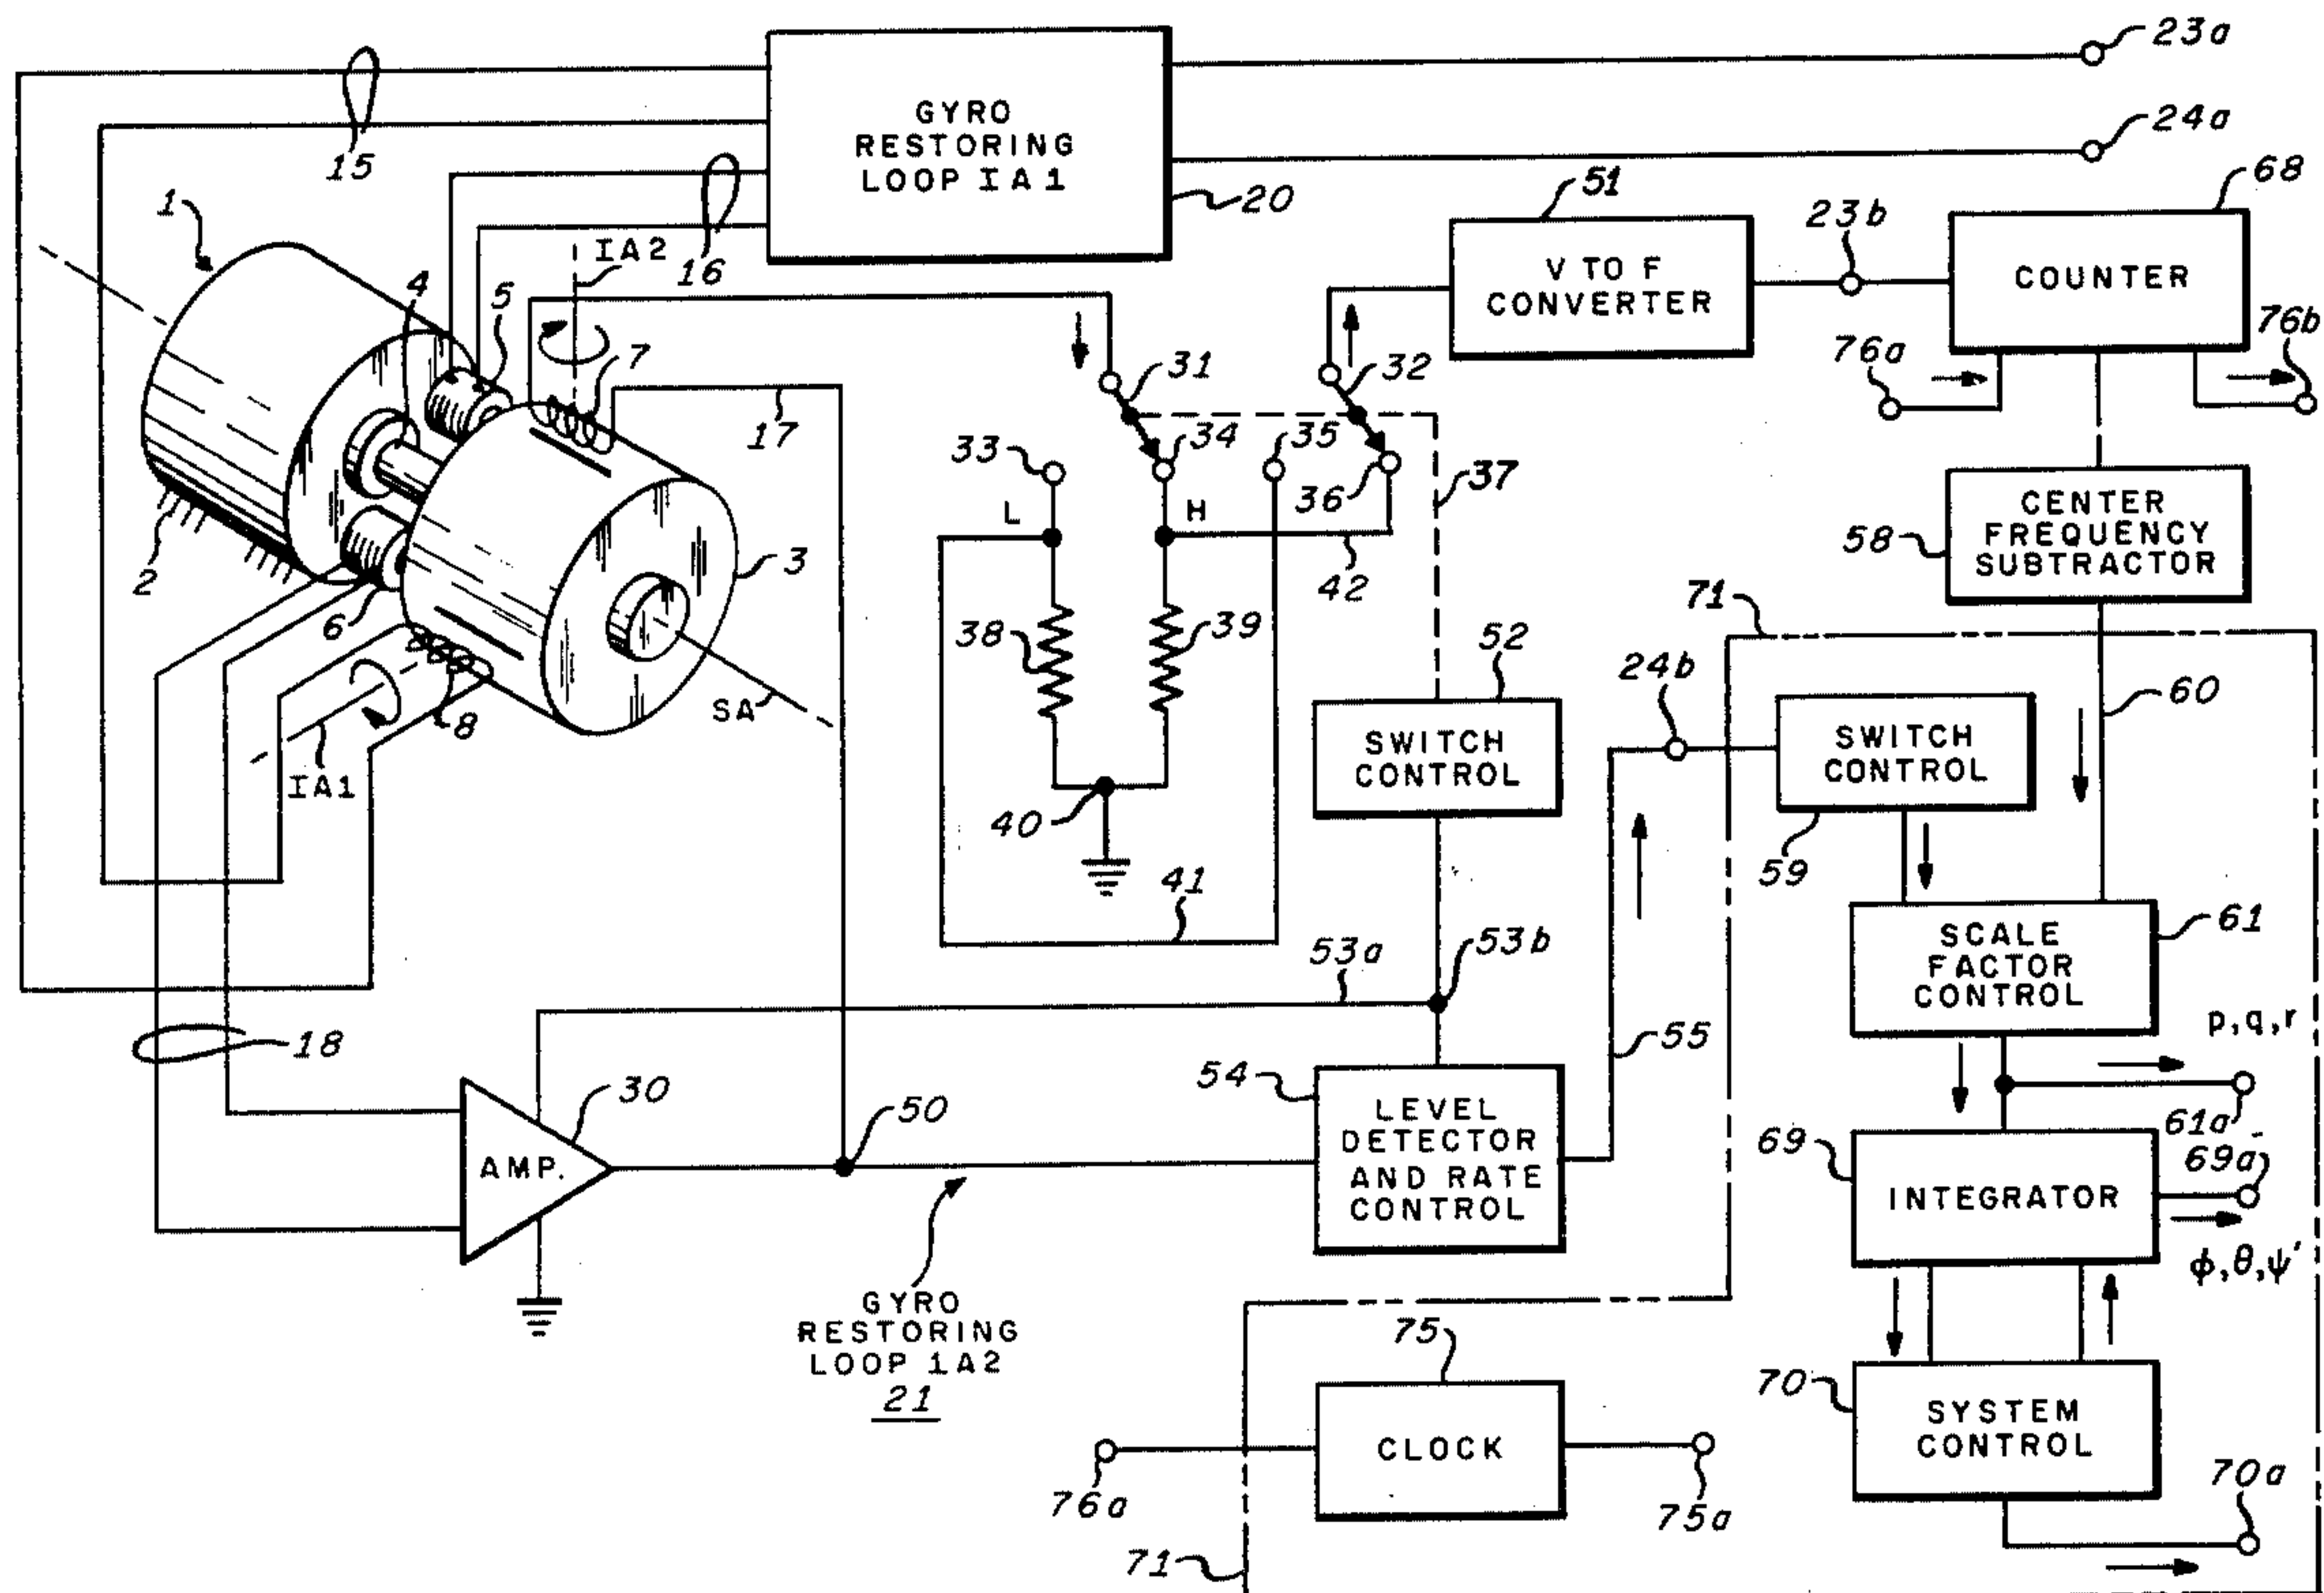 23a
24a
GYRO
RESTORING
LOOP IA1
20
15
16
1
2
3
4
5
6
7
8
IA2
IA1
SA
17
18
51
V TO F
CONVERTER
23b
68
COUNTER
76a
76b
31
32
33
34
35
36
37
L
H
38
39
40
41
42
CENTER
FREQUENCY
SUBTRACTOR
58
71
52
SWITCH
CONTROL
24b
SWITCH
CONTROL
59
60
SCALE
FACTOR
CONTROL
61
p,q,r
61a
53a
53b
54
LEVEL
DETECTOR
AND RATE
CONTROL
55
30
AMP.
50
69
INTEGRATOR
69a
ϕ,θ,ψ'
GYRO
RESTORING
LOOP 1A2
21
75
CLOCK
76a
75a
70
SYSTEM
CONTROL
70a
71